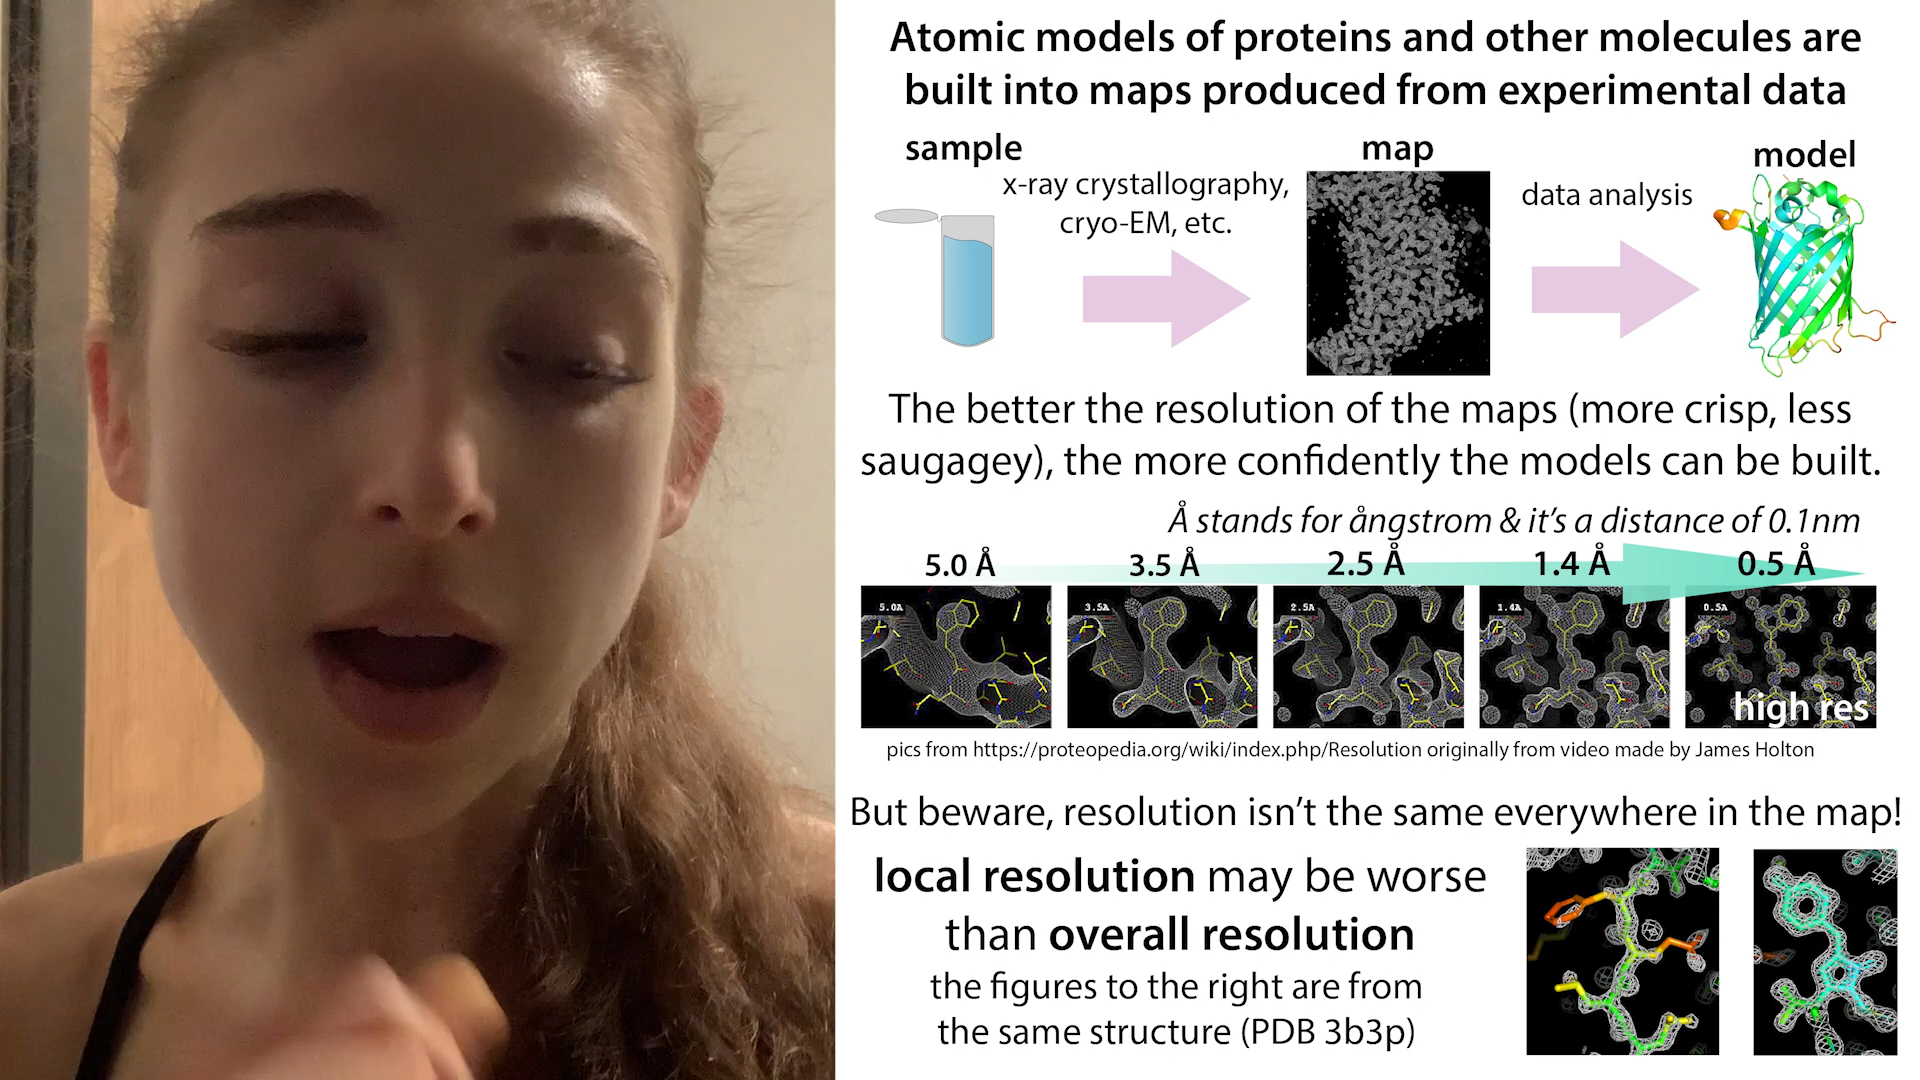 Atomic models of proteins and other molecules are
built into maps produced from experimental data
sample
map
model
x-ray crystallography,
cryo-EM, etc.
data analysis
The better the resolution of the maps (more crisp, less
saugagey), the more confidently the models can be built.
Å stands for ångstrom & it's a distance of 0.1nm
5.0 Å
3.5 Å
2.5 Å
1.4 Å
0.5 Å
5.0A
3.5A
2.5A
1.4A
0.5A
high res
pics from https://proteopedia.org/wiki/index.php/Resolution originally from video made by James Holton
But beware, resolution isn't the same everywhere in the map!
local resolution may be worse
than overall resolution
the figures to the right are from
the same structure (PDB 3b3p)